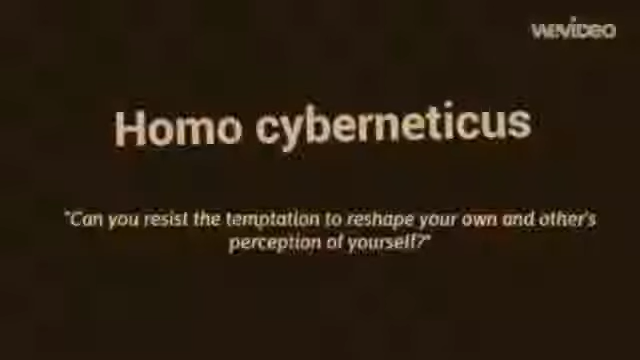 WeVideo
Homo cyberneticus
"Can you resist the temptation to reshape your own and other's
perception of yourself?"